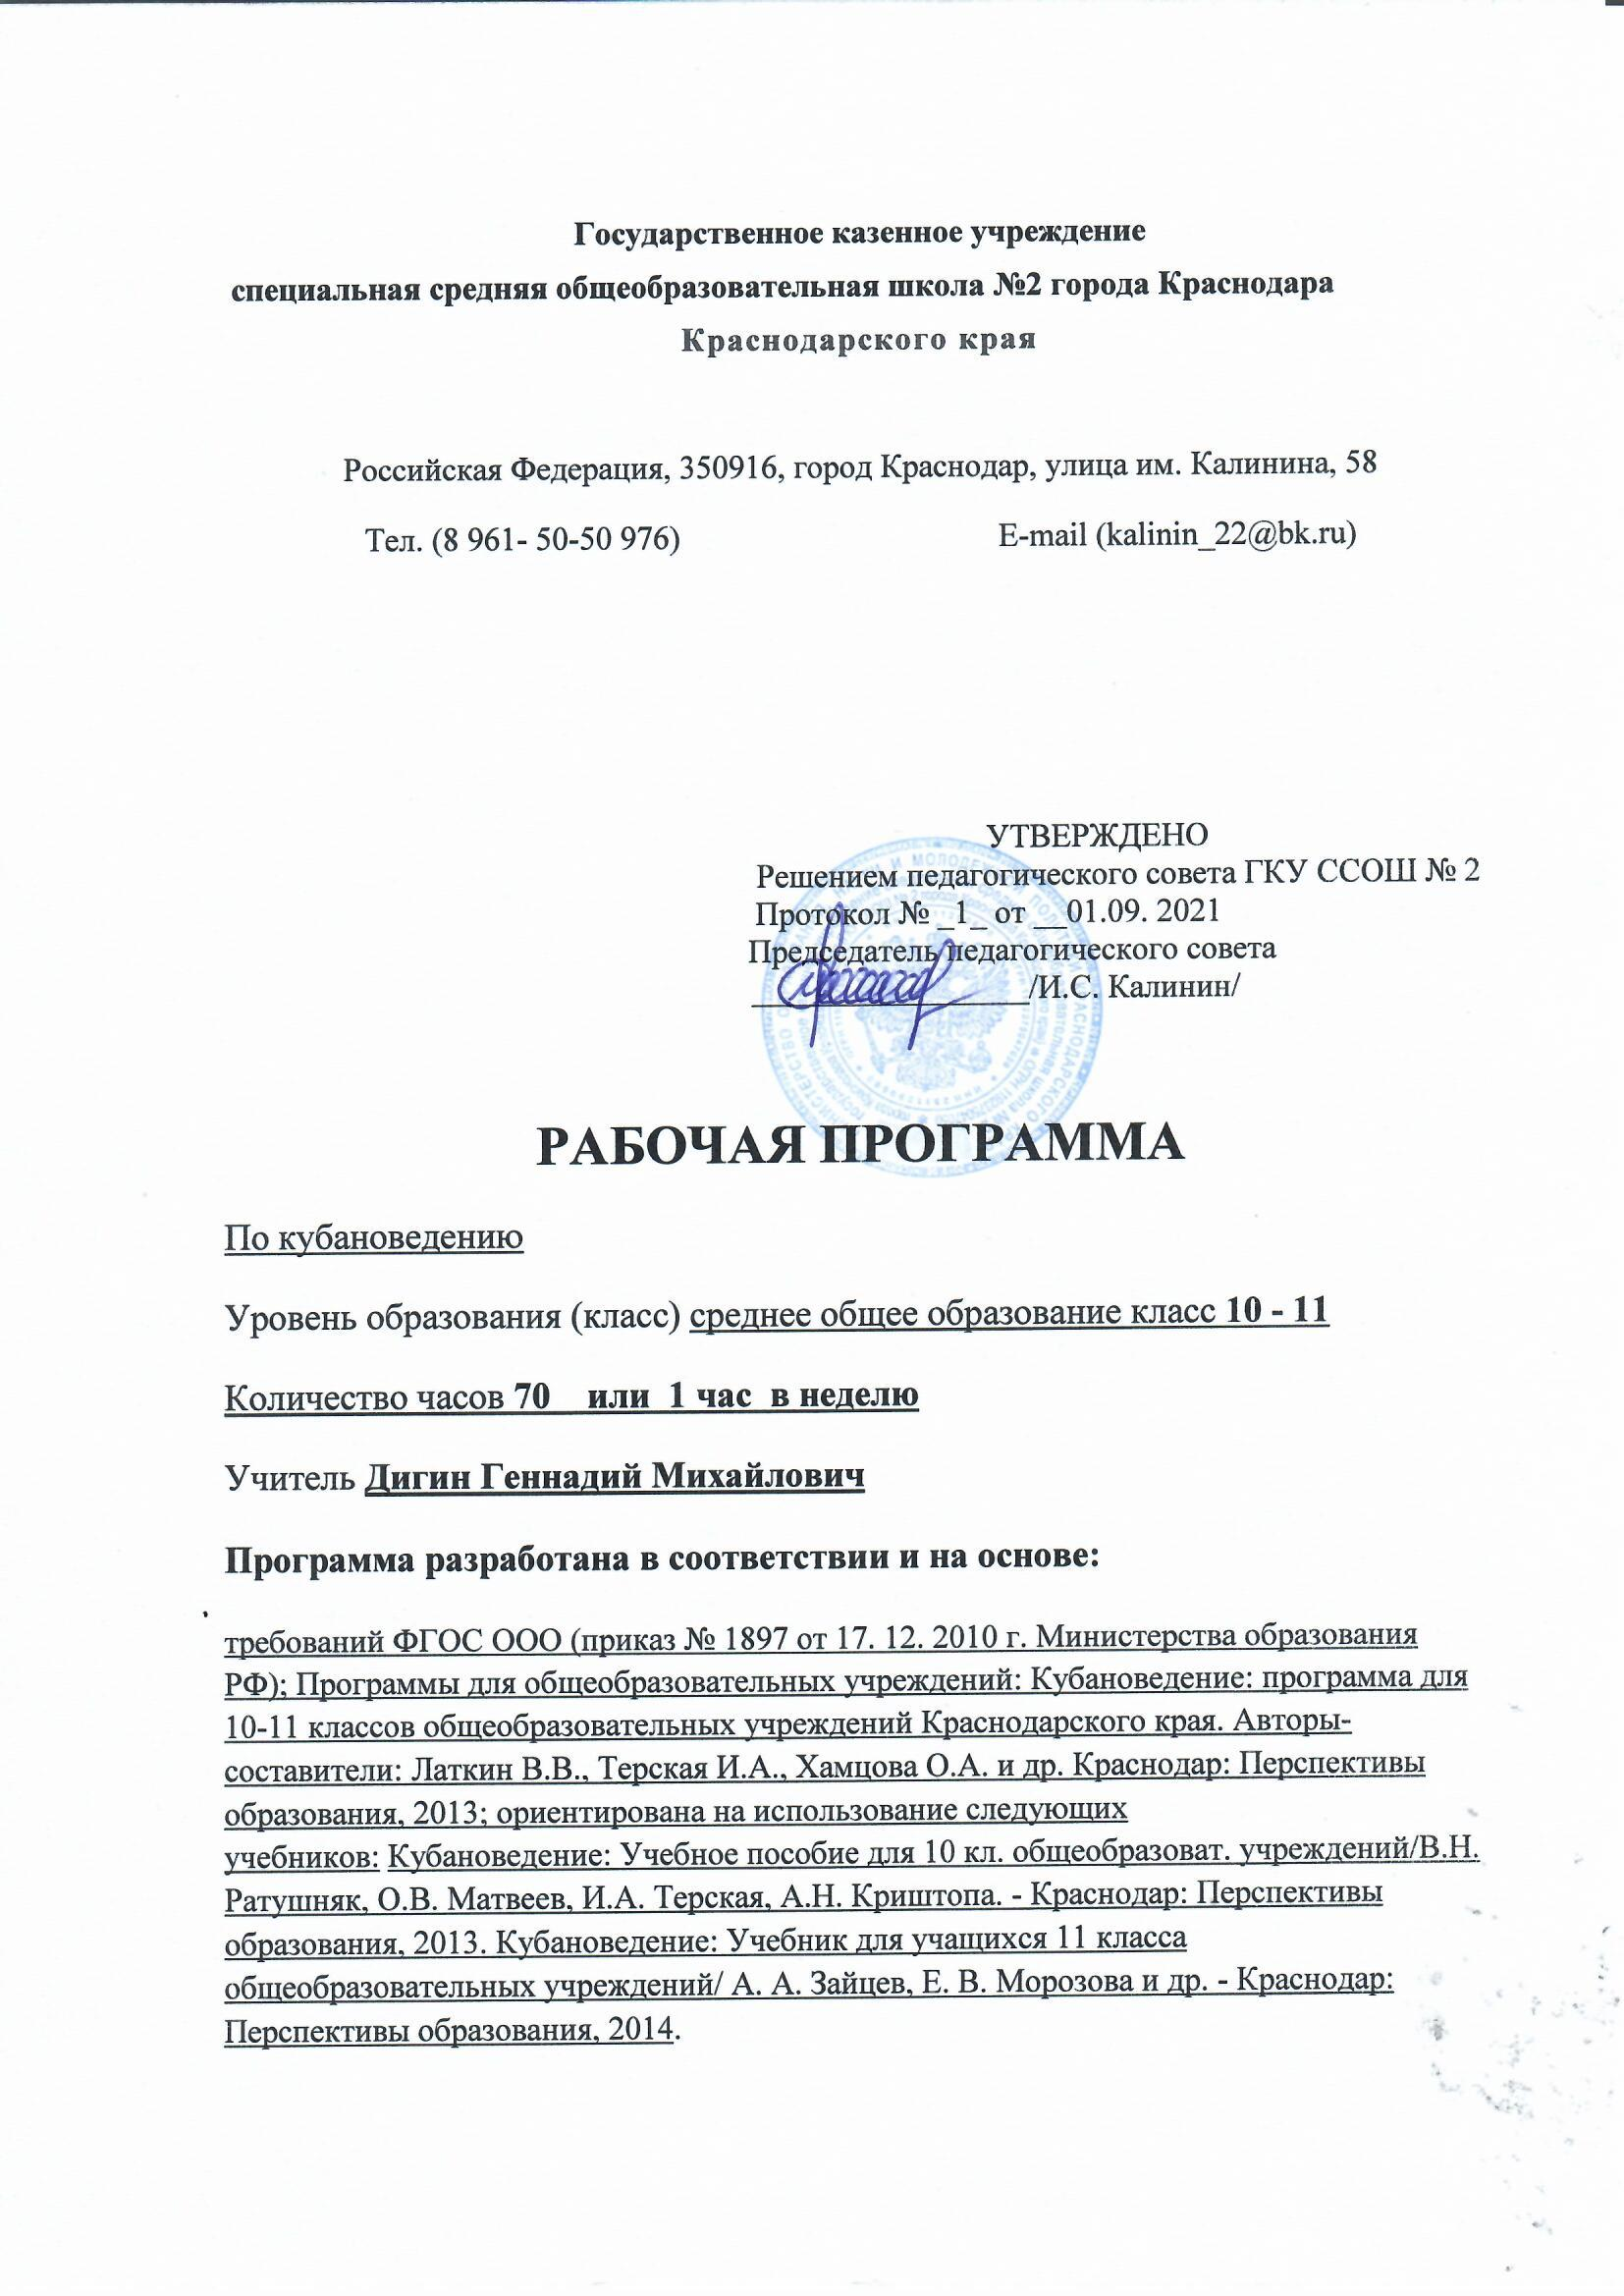 Государственное казенное учреждение
специальная средняя общеобразовательная школа №2 города Краснодара
Краснодарского края
Российская Федерация, 350916, город Краснодар, улица им. Калинина, 58
Тел. (8 961- 50-50 976) E-mail (kalinin_22@bk.ru)
УТВЕРЖДЕНО
Решением педагогического совета ГКУ ССОШ № 2
Протокол № _1_ от __01.09. 2021
Председатель педагогического совета
________________/И.С. Калинин/
РАБОЧАЯ ПРОГРАММА
По кубановедению
Уровень образования (класс) среднее общее образование класс 10 - 11
Количество часов 70 или 1 час в неделю
Учитель Дигин Геннадий Михайлович
Программа разработана в соответствии и на основе:
требований ФГОС ООО (приказ № 1897 от 17. 12. 2010 г. Министерства образования
РФ); Программы для общеобразовательных учреждений: Кубановедение: программа для
10-11 классов общеобразовательных учреждений Краснодарского края. Авторы-
составители: Латкин В.В., Терская И.А., Хамцова О.А. и др. Краснодар: Перспективы
образования, 2013; ориентирована на использование следующих
учебников: Кубановедение: Учебное пособие для 10 кл. общеобразоват. учреждений/В.Н.
Ратушняк, О.В. Матвеев, И.А. Терская, А.Н. Криштопа. - Краснодар: Перспективы
образования, 2013. Кубановедение: Учебник для учащихся 11 класса
общеобразовательных учреждений/ А. А. Зайцев, Е. В. Морозова и др. - Краснодар:
Перспективы образования, 2014.